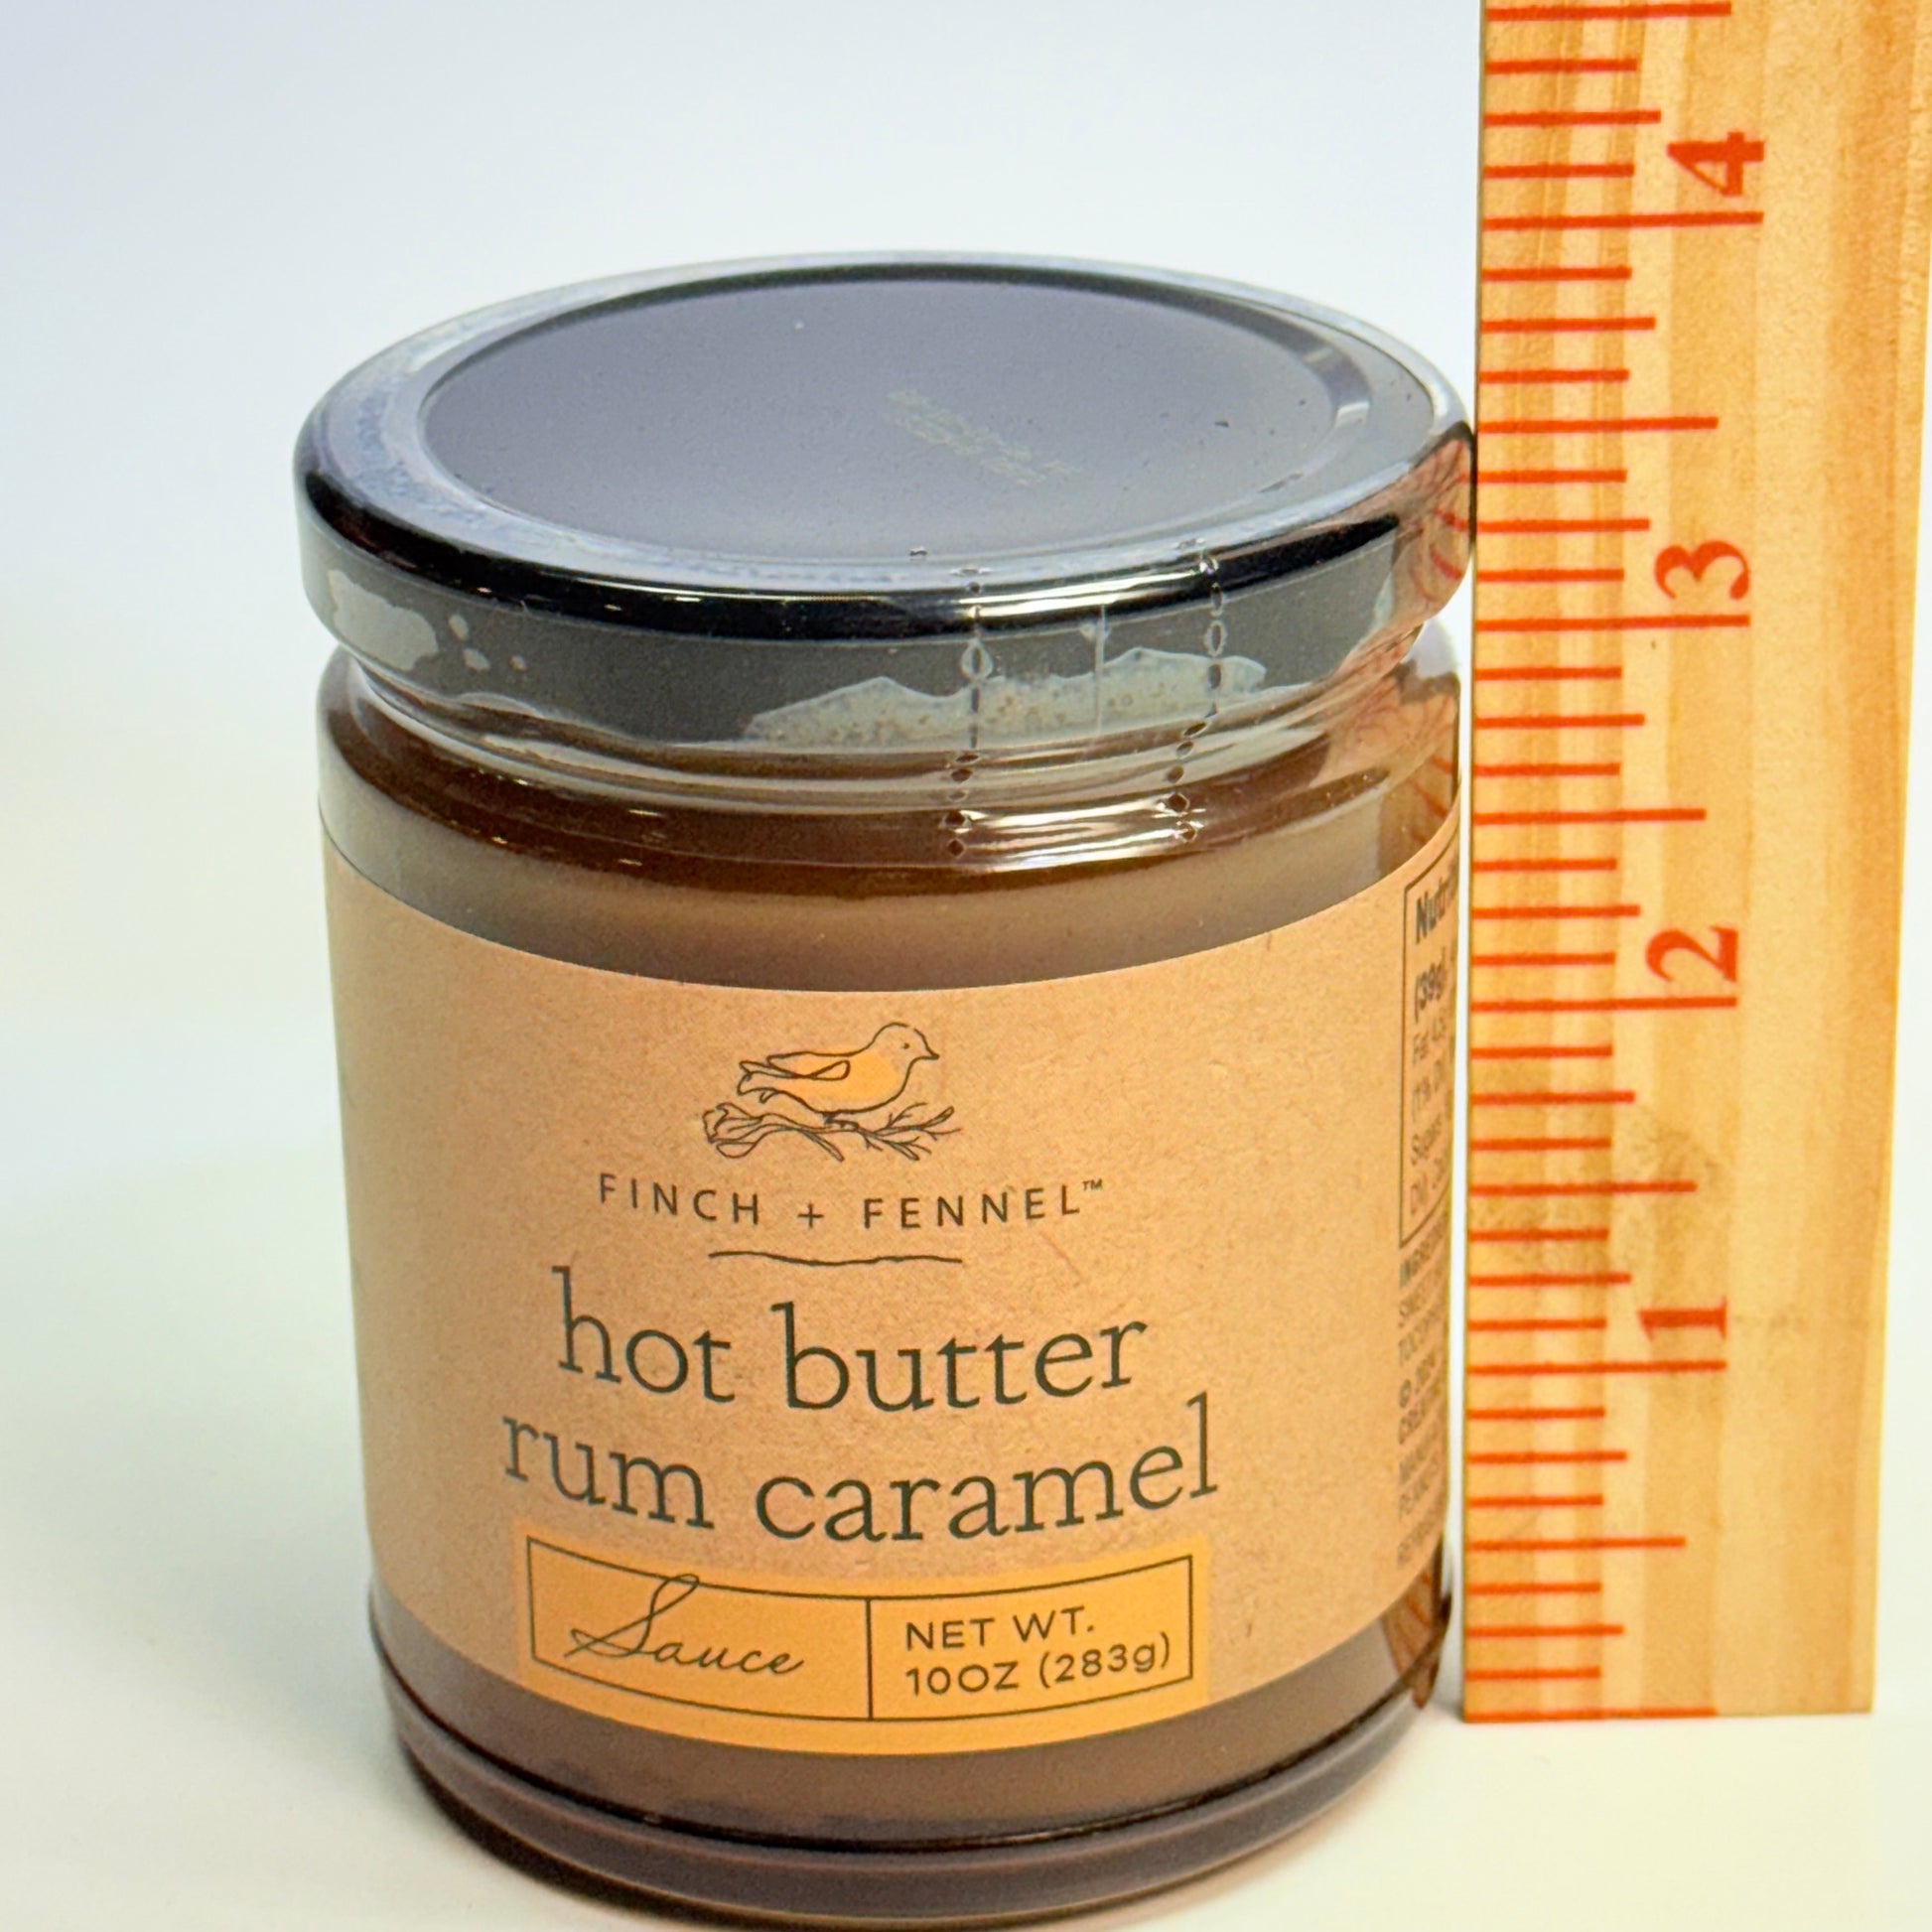 4
3
2
1
FINCH + FENNEL™
hot butter
rum caramel
Sauce
NET WT.
10OZ (283g)